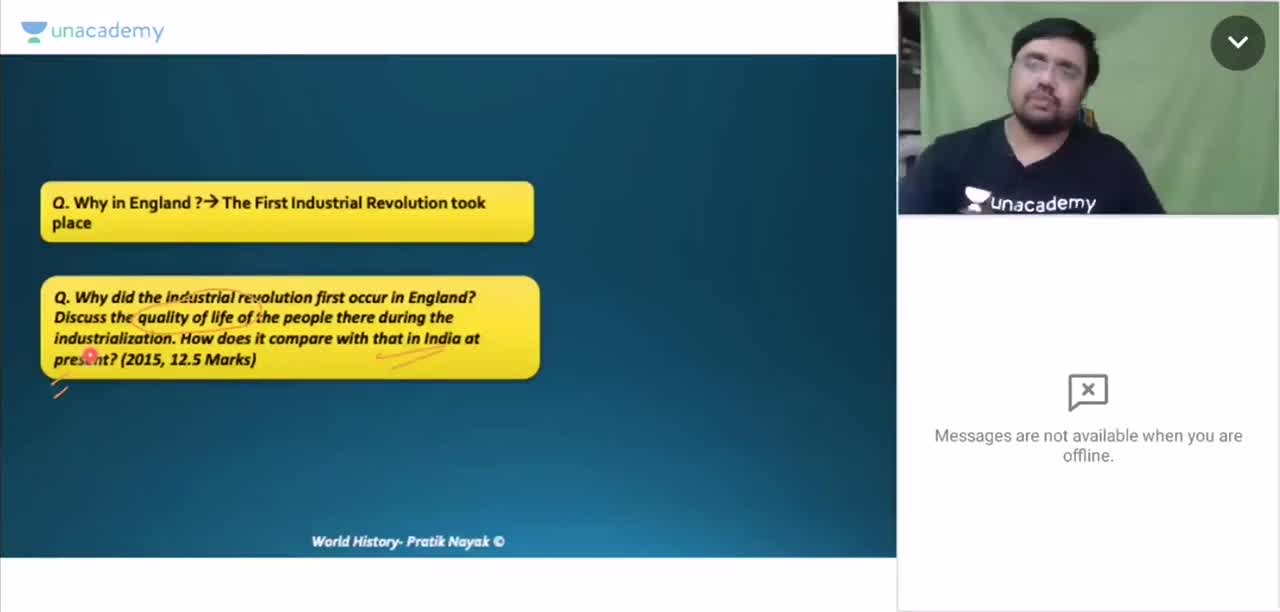 unacademy
Q. Why in England ?→ The First Industrial Revolution took
place
Q. Why did the industrial revolution first occur in England?
Discuss the quality of life of the people there during the
industrialization. How does it compare with that in India at
present? (2015, 12.5 Marks)
World History- Pratik Nayak ©
unacademy
Messages are not available when you are
offline.